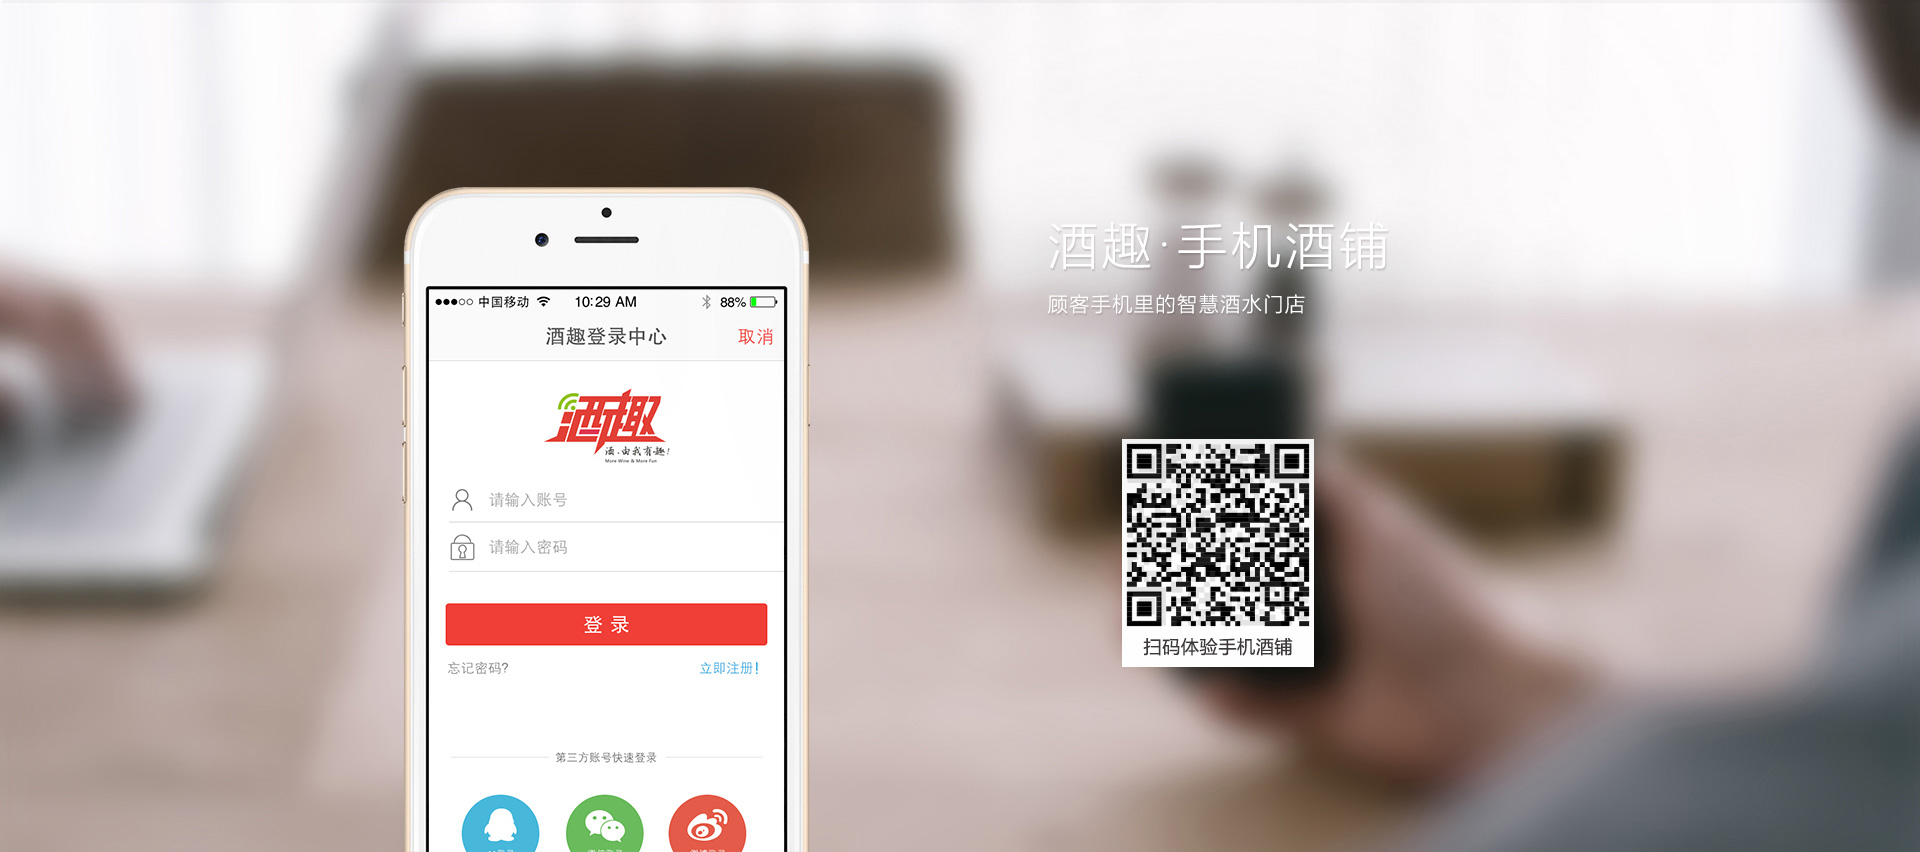 中国移动 10:29 AM 88%
酒趣登录中心 取消
酒趣
酒.由我有趣!
More Wine & More Fun
请输入账号
请输入密码
登录
忘记密码? 立即注册!
第三方账号快速登录
酒趣·手机酒铺
顾客手机里的智慧酒水门店
扫码体验手机酒铺